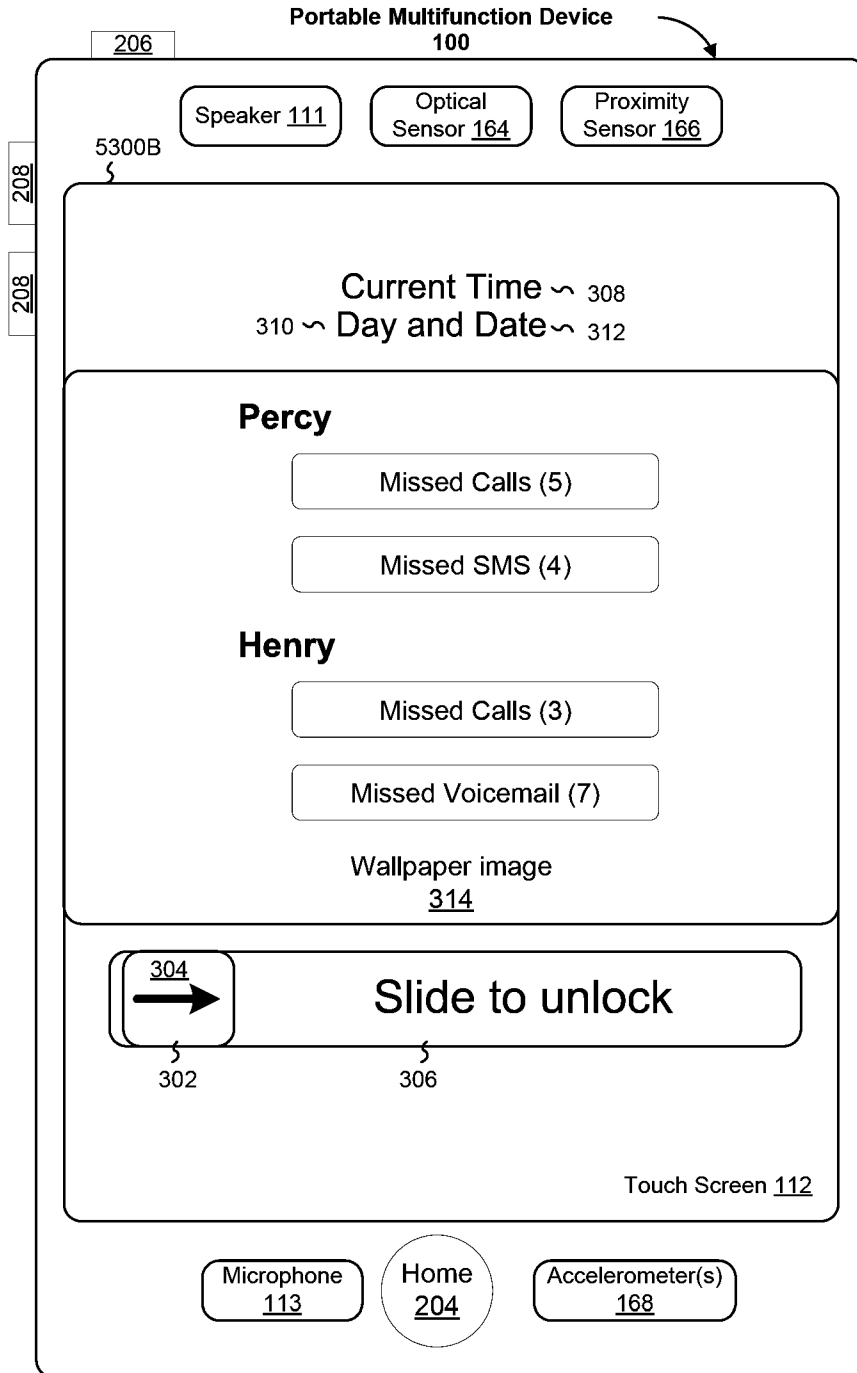 Portable Multifunction Device
100
206
Speaker 111
Optical
Sensor 164
Proximity
Sensor 166
5300B
208
208
Current Time 308
310 Day and Date 312
Percy
Missed Calls (5)
Missed SMS (4)
Henry
Missed Calls (3)
Missed Voicemail (7)
Wallpaper image
314
304
Slide to unlock
302
306
Touch Screen 112
Microphone
113
Home
204
Accelerometer(s)
168